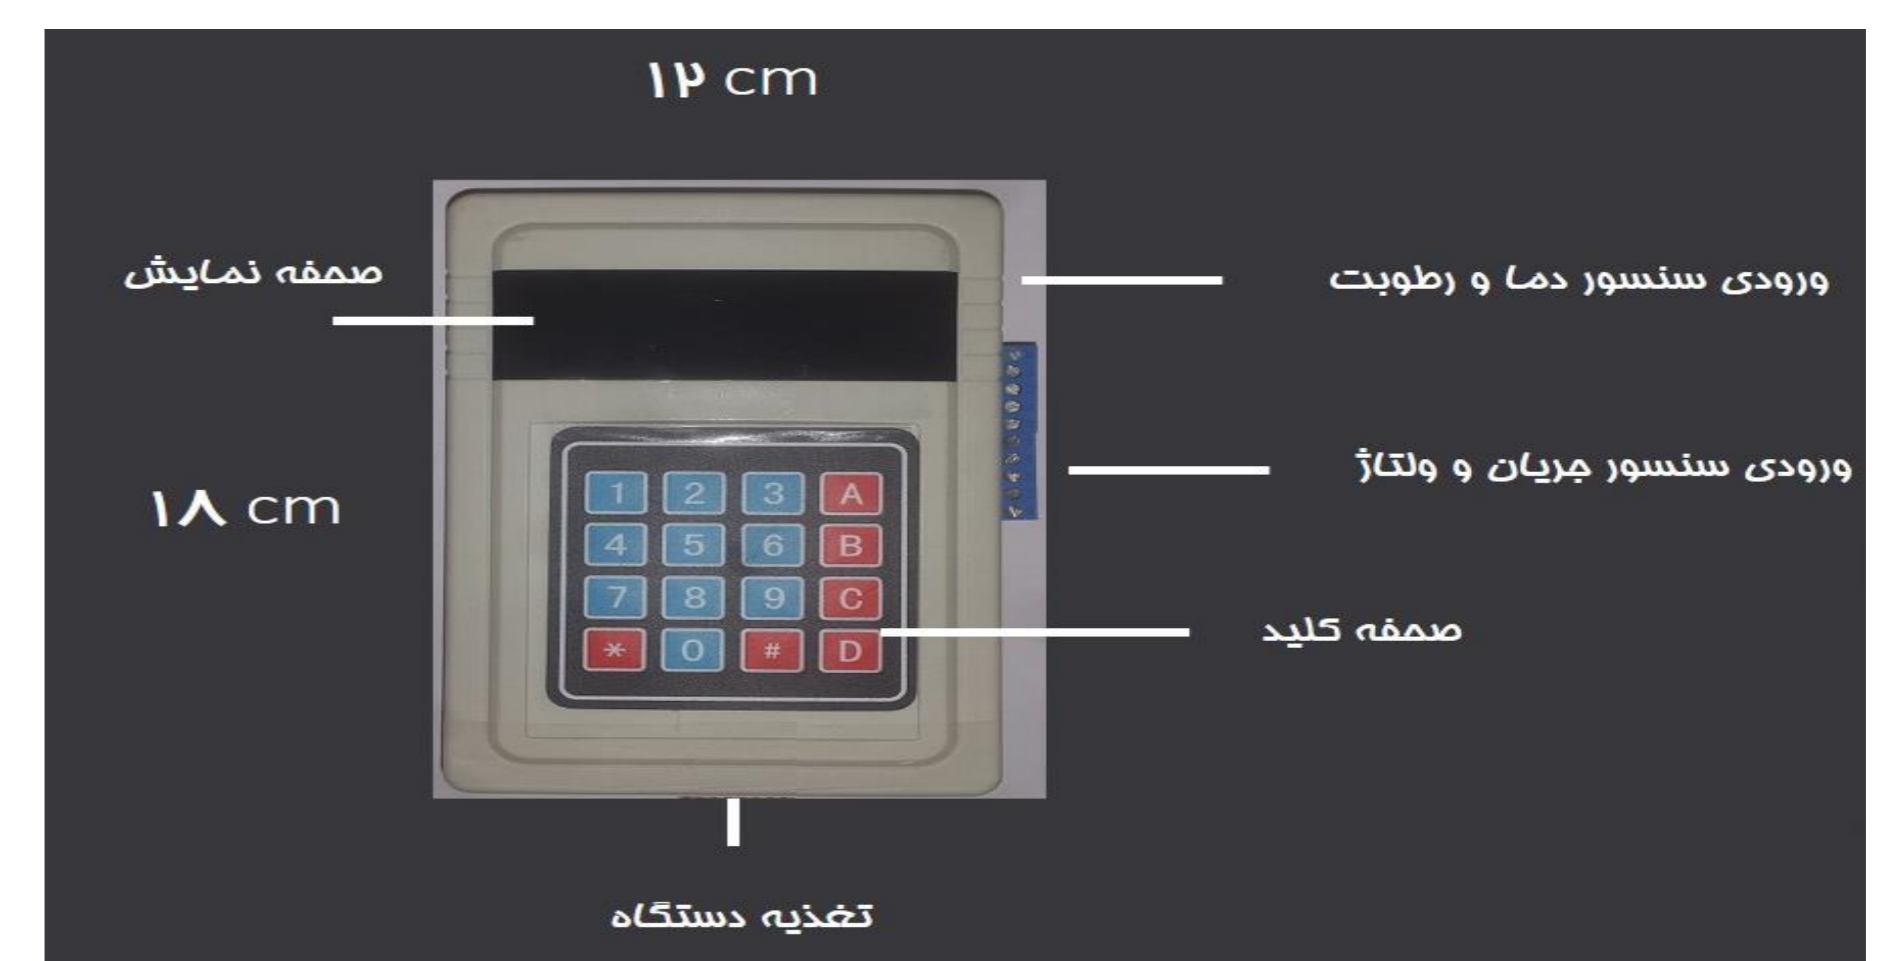 ۱۲ cm
صفحه نمایش
ورودی سنسور دما و رطوبت
ورودی سنسور جریان و ولتاژ
۱۸ cm
1 2 3 A
4 5 6 B
7 8 9 C
* 0 # D
صفحه کلید
تغذیه دستگاه